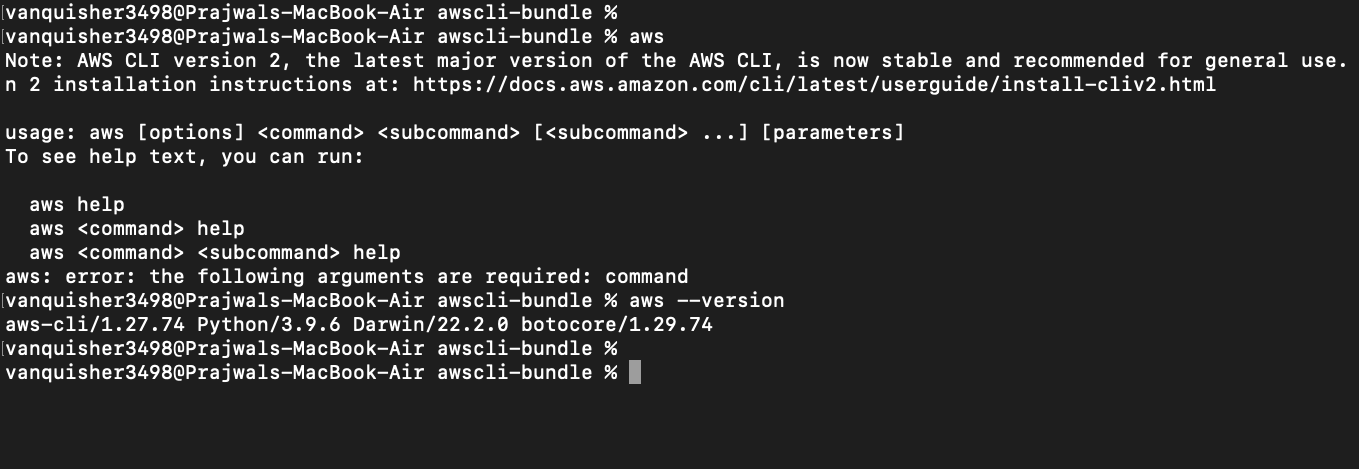 vanquisher3498@Prajwals-MacBook-Air awscli-bundle %
vanquisher3498@Prajwals-MacBook-Air awscli-bundle % aws
Note: AWS CLI version 2, the latest major version of the AWS CLI, is now stable and recommended for general use.
n 2 installation instructions at: https://docs.aws.amazon.com/cli/latest/userguide/install-cliv2.html
usage: aws [options] <command> <subcommand> [<subcommand> ...] [parameters]
To see help text, you can run:
aws help
aws <command> help
aws <command> <subcommand> help
aws: error: the following arguments are required: command
vanquisher3498@Prajwals-MacBook-Air awscli-bundle % aws --version
aws-cli/1.27.74 Python/3.9.6 Darwin/22.2.0 botocore/1.29.74
vanquisher3498@Prajwals-MacBook-Air awscli-bundle %
vanquisher3498@Prajwals-MacBook-Air awscli-bundle %